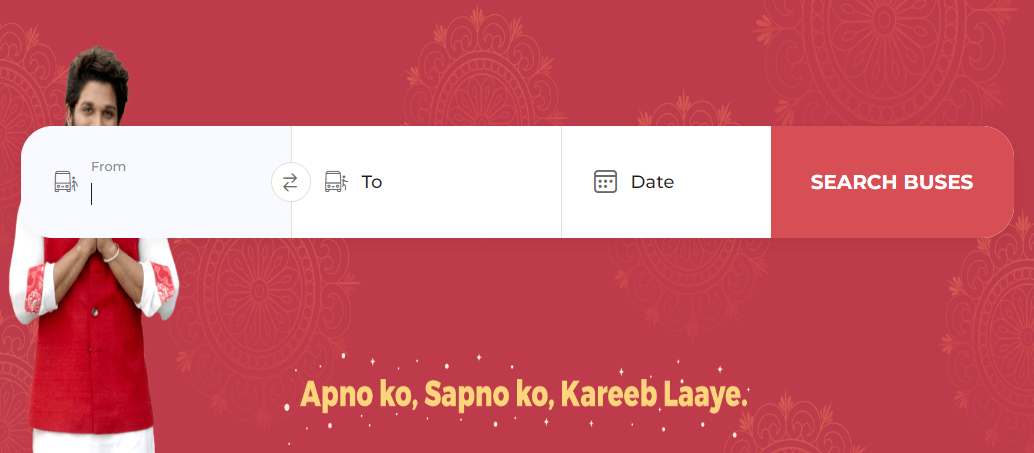 From
To
Date
SEARCH BUSES
Apno ko, Sapno ko, Kareeb Laaye.